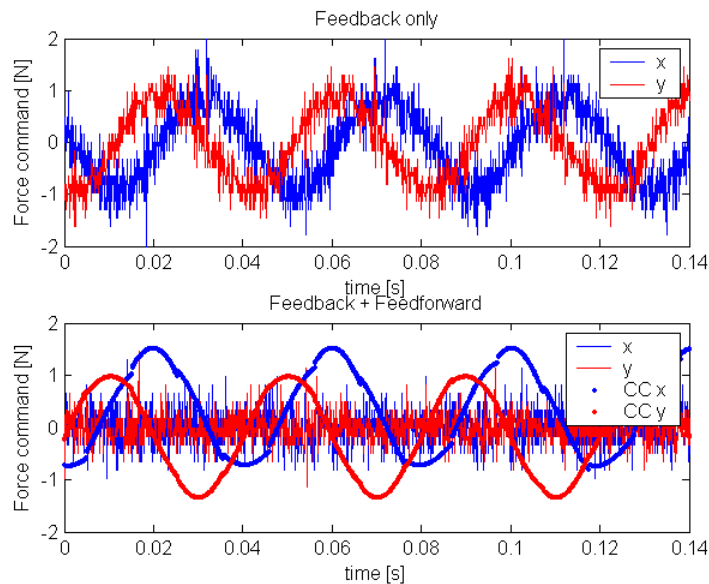 Feedback only
2
1
0
-1
-2
Force command [N]
x
y
0 0.02 0.04 0.06 0.08 0.1 0.12 0.14
time [s]
Feedback + Feedforward
2
1
0
-1
-2
Force command [N]
x
y
CC x
CC y
0 0.02 0.04 0.06 0.08 0.1 0.12 0.14
time [s]